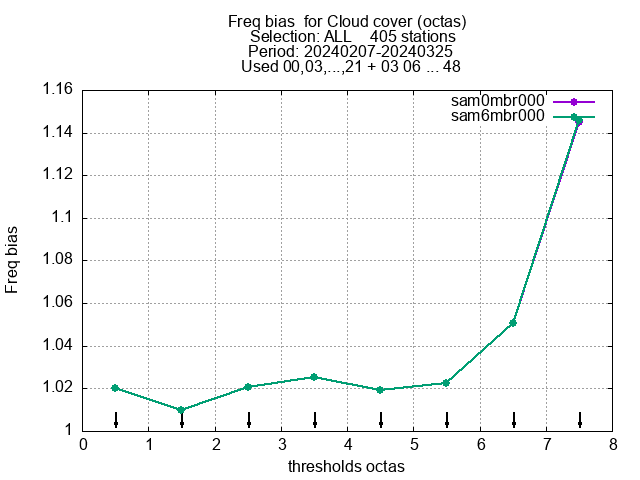 Freq bias  for Cloud cover (octas)
Selection: ALL    405 stations
Period: 20240207-20240325
Used 00,03,...,21 + 03 06 ... 48
sam0mbr000
sam6mbr000
1.16
1.14
1.12
1.1
1.08
1.06
1.04
1.02
1
Freq bias
0 1 2 3 4 5 6 7 8
thresholds octas